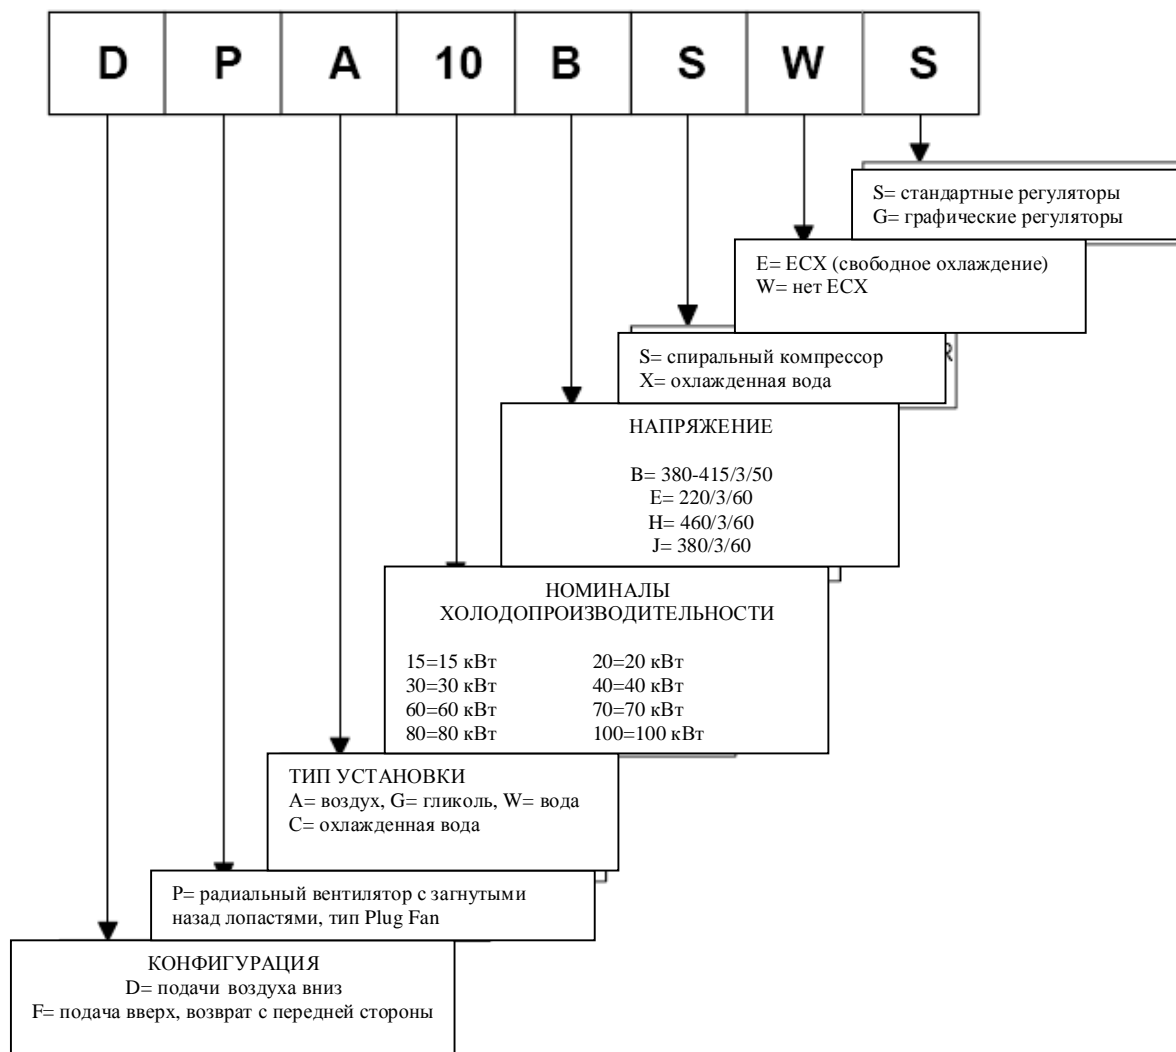 D P A 10 B S W S
S= стандартные регуляторы
G= графические регуляторы
E= ECX (свободное охлаждение)
W= нет ECX
S= спиральный компрессор
X= охлажденная вода
НАПРЯЖЕНИЕ
B= 380-415/3/50
E= 220/3/60
H= 460/3/60
J= 380/3/60
НОМИНАЛЫ
ХОЛОДОПРОИЗВОДИТЕЛЬНОСТИ
15=15 кВт 20=20 кВт
30=30 кВт 40=40 кВт
60=60 кВт 70=70 кВт
80=80 кВт 100=100 кВт
ТИП УСТАНОВКИ
A= воздух, G= гликоль, W= вода
C= охлажденная вода
P= радиальный вентилятор с загнутыми
назад лопастями, тип Plug Fan
КОНФИГУРАЦИЯ
D= подачи воздуха вниз
F= подача вверх, возврат с передней стороны